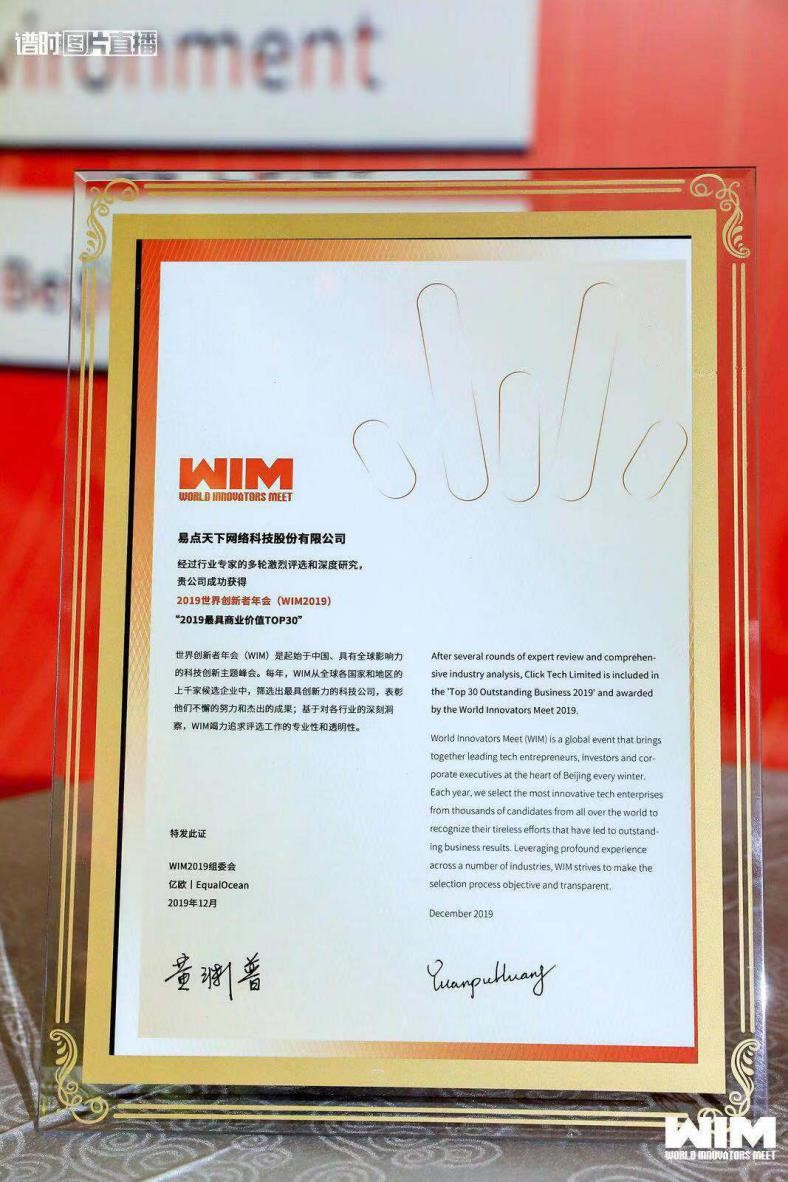 谱时图片直播
vironment
WIM
WORLD INNOVATORS MEET
易点天下网络科技股份有限公司
经过行业专家的多轮激烈评选和深度研究，
贵公司成功获得
2019世界创新者年会（WIM2019）
“2019最具商业价值TOP30”
世界创新者年会（WIM）是起始于中国、具有全球影响力
的科技创新主题峰会。每年，WIM从全球各国家和地区的
上千家候选企业中，筛选出最具创新力的科技公司，表彰
他们不懈的努力和杰出的成果；基于对各行业的深刻洞
察，WIM竭力追求评选工作的专业性和透明性。
特发此证
WIM2019组委会
亿欧丨EqualOcean
2019年12月
After several rounds of expert review and comprehen-
sive industry analysis, Click Tech Limited is included in
the 'Top 30 Outstanding Business 2019' and awarded
by the World Innovators Meet 2019.
World Innovators Meet (WIM) is a global event that brings
together leading tech entrepreneurs, investors and cor-
porate executives at the heart of Beijing every winter.
Each year, we select the most innovative tech enterprises
from thousands of candidates from all over the world to
recognize their tireless efforts that have led to outstand-
ing business results. Leveraging profound experience
across a number of industries, WIM strives to make the
selection process objective and transparent.
December 2019
黄渊普
Yuanpu Huang
WIM
WORLD INNOVATORS MEET